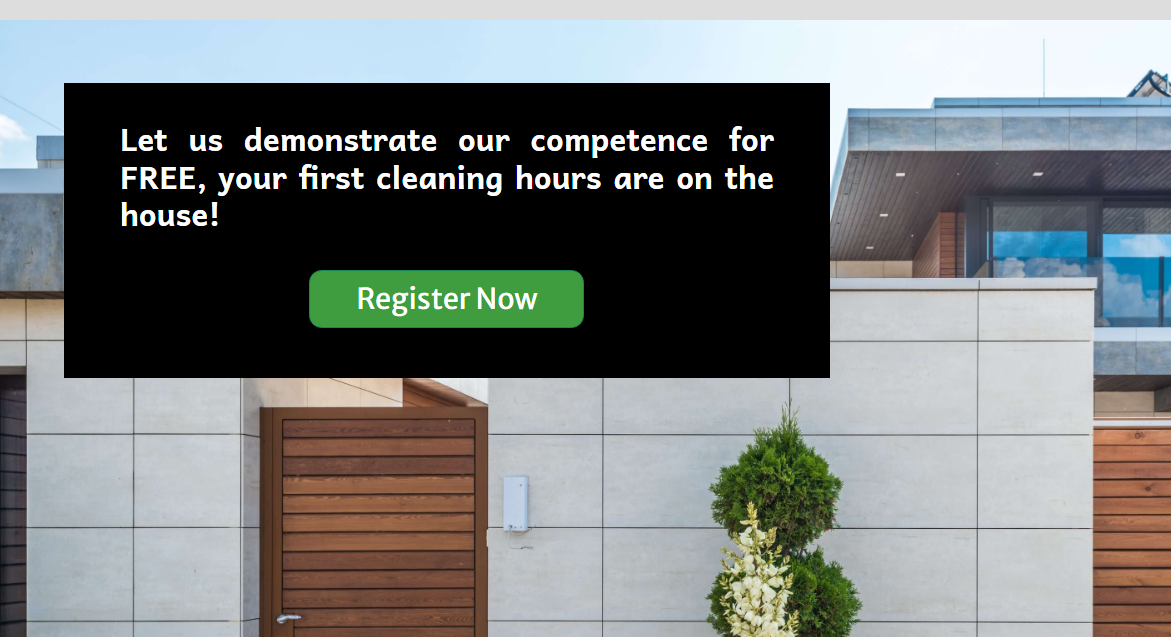 Let us demonstrate our competence for
FREE, your first cleaning hours are on the
house!
Register Now